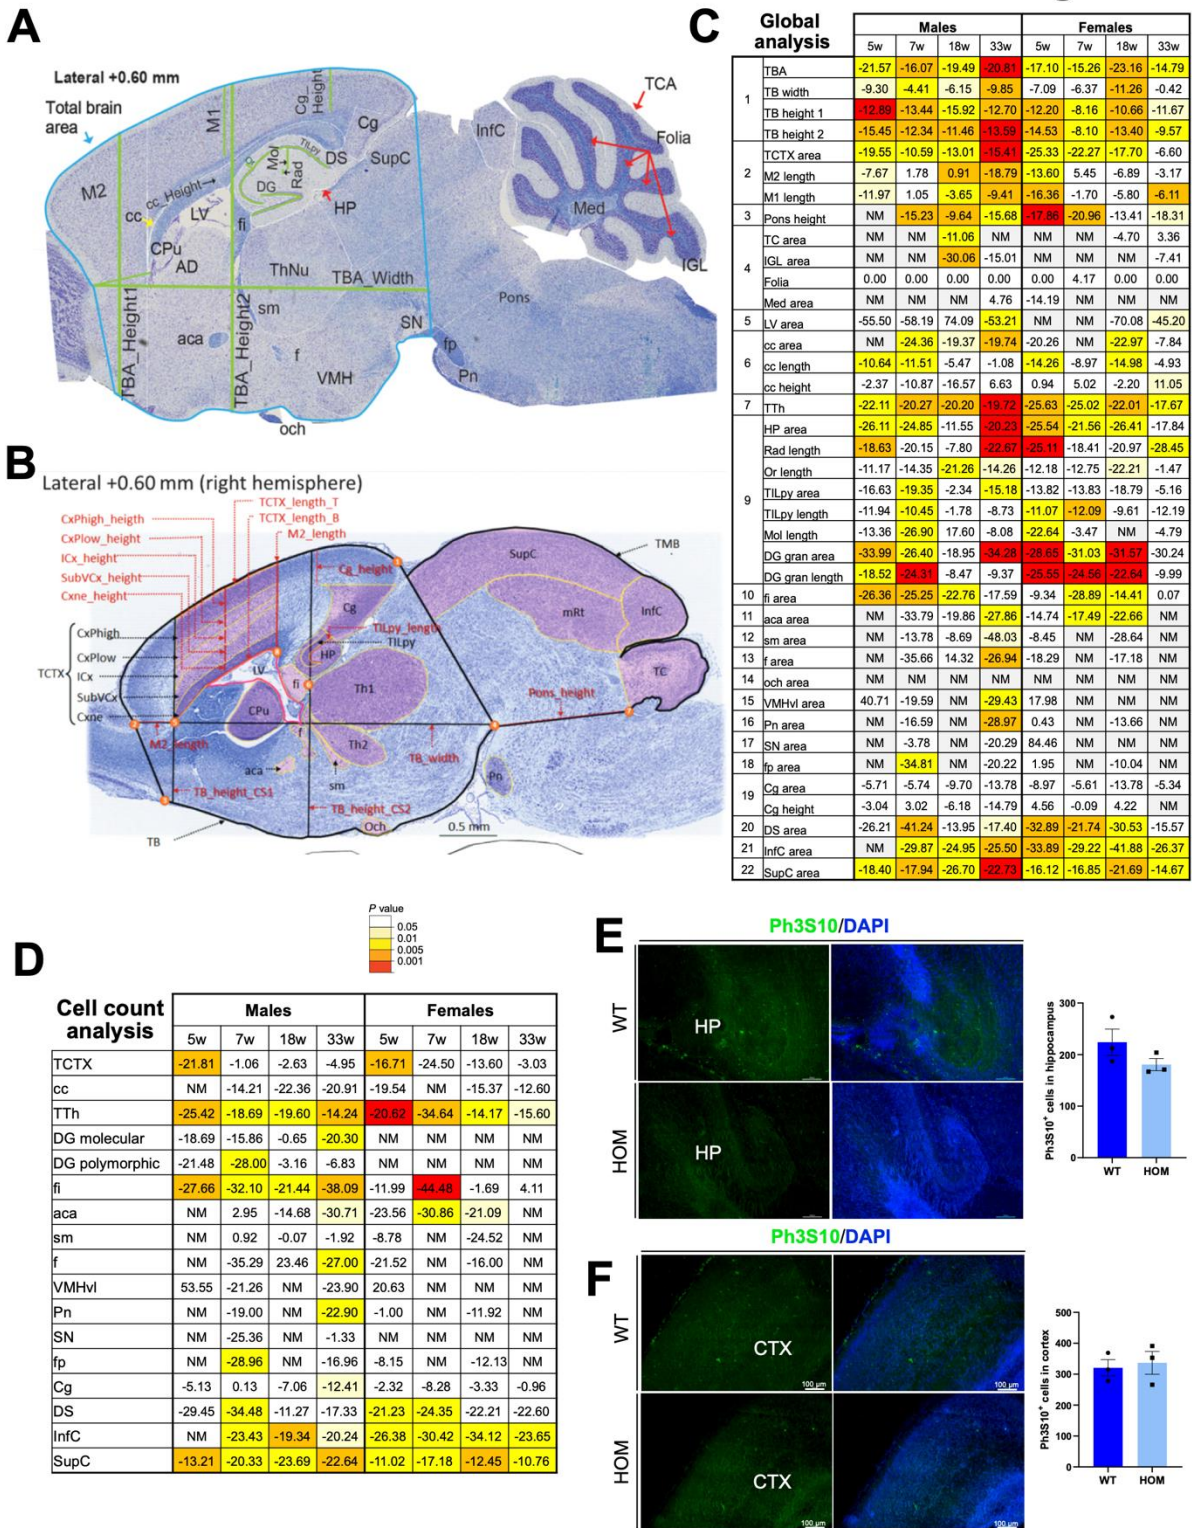 A
Lateral +0.60 mm
Total brain
area
M1
Cg_
Height
Cg
TCA
InfC
Folia
M2
cc_Height
Mol
TILpy
Rad
DS
SupC
DG
HP
cc
LV
fi
CPu
AD
ThNu
TBA_Width
Med
IGL
TBA_Height1
TBA_Height2
sm
Pons
SN
aca
f
fp
VMH
Pn
och
B
Lateral +0.60 mm (right hemisphere)
TCTX_length_T
CxPhigh_heigth
TCTX_length_B
CxPlow_height
M2_length
ICx_height
SubVCx_height
Cxne_height
SupC
TMB
Cg_height
Cg
mRt
InfC
TILpy_length
TILpy
HP
CxPhigh
CxPlow
TCTX
ICx
SubVCx
Cxne
LV
fi
Th1
TC
CPu
Pons_height
M2_length
f
Th2
TB_width
aca
sm
Pn
TB_height_CS1
TB_height_CS2
Och
0.5 mm
TB
C
Global analysis Males Females
5w 7w 18w 33w 5w 7w 18w 33w
1 TBA -21.57 -16.07 -19.49 -20.81 -17.10 -15.26 -23.16 -14.79
TB width -9.30 -4.41 -6.15 -9.85 -7.09 -6.37 -11.26 -0.42
TB height 1 -12.89 -13.44 -15.92 -12.70 -12.20 -8.16 -10.66 -11.67
TB height 2 -15.45 -12.34 -11.46 -13.59 -14.53 -8.10 -13.40 -9.57
2 TCTX area -19.55 -10.59 -13.01 -15.41 -25.33 -22.27 -17.70 -6.60
M2 length -7.67 1.78 0.91 -18.79 -13.60 5.45 -6.89 -3.17
M1 length -11.97 1.05 -3.65 -9.41 -16.36 -1.70 -5.80 -6.11
3 Pons height NM -15.23 -9.64 -15.68 -17.86 -20.96 -13.41 -18.31
4 TC area NM NM -11.06 NM NM NM -4.70 3.36
IGL area NM NM -30.06 -15.01 NM NM NM -7.41
Folia 0.00 0.00 0.00 0.00 0.00 4.17 0.00 0.00
Med area NM NM NM 4.76 -14.19 NM NM NM
5 LV area -55.50 -58.19 74.09 -53.21 NM NM -70.08 -45.20
6 cc area NM -24.36 -19.37 -19.74 -20.26 NM -22.97 -7.84
cc length -10.64 -11.51 -5.47 -1.08 -14.26 -8.97 -14.98 -4.93
cc height -2.37 -10.87 -16.57 6.63 0.94 5.02 -2.20 11.05
7 TTh -22.11 -20.27 -20.20 -19.72 -25.63 -25.02 -22.01 -17.67
9 HP area -26.11 -24.85 -11.55 -20.23 -25.54 -21.56 -26.41 -17.84
Rad length -18.63 -20.15 -7.80 -22.67 -25.11 -18.41 -20.97 -28.45
Or length -11.17 -14.35 -21.26 -14.26 -12.18 -12.75 -22.21 -1.47
TILpy area -16.63 -19.35 -2.34 -15.18 -13.82 -13.83 -18.79 -5.16
TILpy length -11.94 -10.45 -1.78 -8.73 -11.07 -12.09 -9.61 -12.19
Mol length -13.36 -26.90 17.60 -8.08 -22.64 -3.47 NM -4.79
DG gran area -33.99 -26.40 -18.95 -34.28 -28.65 -31.03 -31.57 -30.24
DG gran length -18.52 -24.31 -8.47 -9.37 -25.55 -24.56 -22.64 -9.99
10 fi area -26.36 -25.25 -22.76 -17.59 -9.34 -28.89 -14.41 0.07
11 aca area NM -33.79 -19.86 -27.86 -14.74 -17.49 -22.66 NM
12 sm area NM -13.78 -8.69 -48.03 -8.45 NM -28.64 NM
13 f area NM -35.66 14.32 -26.94 -18.29 NM -17.18 NM
14 och area NM NM NM NM NM NM NM NM
15 VMHvl area 40.71 -19.59 NM -29.43 17.98 NM NM NM
16 Pn area NM -16.59 NM -28.97 0.43 NM -13.66 NM
17 SN area NM -3.78 NM -20.29 84.46 NM NM NM
18 fp area NM -34.81 NM -20.22 1.95 NM -10.04 NM
19 Cg area -5.71 -5.74 -9.70 -13.78 -8.97 -5.61 -13.78 -5.34
Cg height -3.04 3.02 -6.18 -14.79 4.56 -0.09 4.22 NM
20 DS area -26.21 -41.24 -13.95 -17.40 -32.89 -21.74 -30.53 -15.57
21 InfC area NM -29.87 -24.95 -25.50 -33.89 -29.22 -41.88 -26.37
22 SupC area -18.40 -17.94 -26.70 -22.73 -16.12 -16.85 -21.69 -14.67
P value
0.05
0.01
0.005
0.001
D
Cell count analysis Males Females
5w 7w 18w 33w 5w 7w 18w 33w
TCTX -21.81 -1.06 -2.63 -4.95 -16.71 -24.50 -13.60 -3.03
cc NM -14.21 -22.36 -20.91 -19.54 NM -15.37 -12.60
TTh -25.42 -18.69 -19.60 -14.24 -20.62 -34.64 -14.17 -15.60
DG molecular -18.69 -15.86 -0.65 -20.30 NM NM NM NM
DG polymorphic -21.48 -28.00 -3.16 -6.83 NM NM NM NM
fi -27.66 -32.10 -21.44 -38.09 -11.99 -44.48 -1.69 4.11
aca NM 2.95 -14.68 -30.71 -23.56 -30.86 -21.09 NM
sm NM 0.92 -0.07 -1.92 -8.78 NM -24.52 NM
f NM -35.29 23.46 -27.00 -21.52 NM -16.00 NM
VMHvl 53.55 -21.26 NM -23.90 20.63 NM NM NM
Pn NM -19.00 NM -22.90 -1.00 NM -11.92 NM
SN NM -25.36 NM -1.33 NM NM NM NM
fp NM -28.96 NM -16.96 -8.15 NM -12.13 NM
Cg -5.13 0.13 -7.06 -12.41 -2.32 -8.28 -3.33 -0.96
DS -29.45 -34.48 -11.27 -17.33 -21.23 -24.35 -22.21 -22.60
InfC NM -23.43 -19.34 -20.24 -26.38 -30.42 -34.12 -23.65
SupC -13.21 -20.33 -23.69 -22.64 -11.02 -17.18 -12.45 -10.76
E
Ph3S10/DAPI
WT
HP
HOM
HP
Ph3S10+ cells in hippocampus
300
200
100
0
WT HOM
F
Ph3S10/DAPI
WT
CTX
100 µm
100 µm
HOM
CTX
100 µm
100 µm
Ph3S10+ cells in cortex
500
400
300
200
100
0
WT HOM